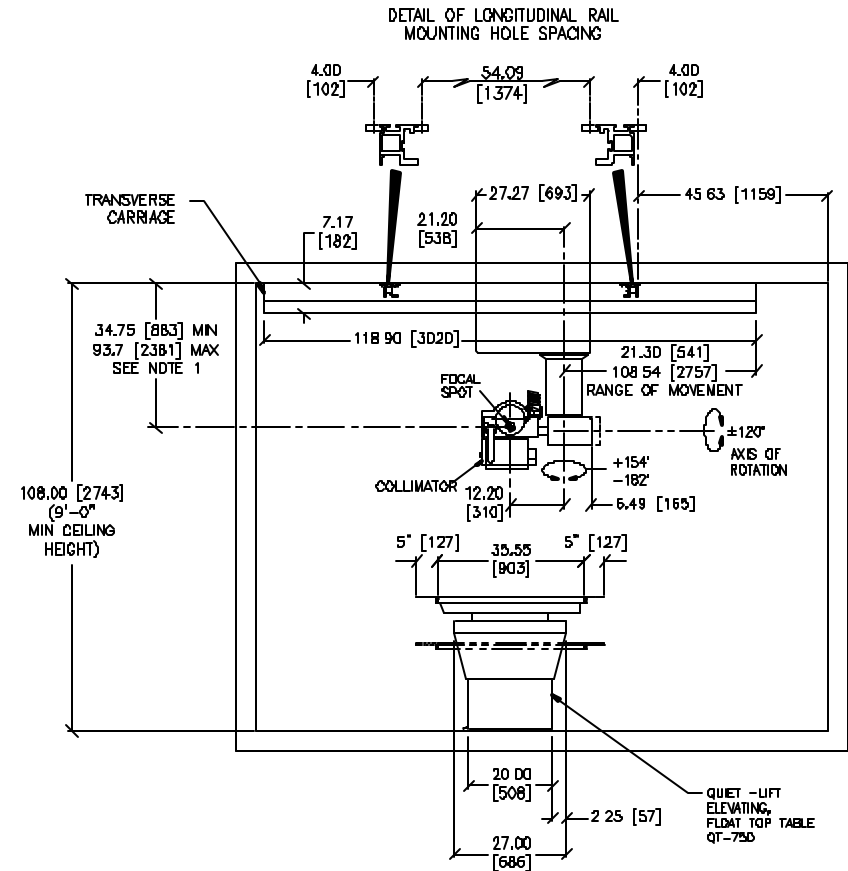 DETAIL OF LONGITUDINAL RAIL
MOUNTING HOLE SPACING
4.00
[102]
54.09
[1374]
4.00
[102]
TRANSVERSE
CARRIAGE
7.17
[182]
21.20
[538]
27.27 [693]
45.63 [1159]
34.75 [883] MIN
93.7 [2381] MAX
SEE NOTE 1
118.90 [3020]
21.30 [541]
108.54 [2757]
RANGE OF MOVEMENT
FOCAL
SPOT
±120°
AXIS OF
ROTATION
+154°
-182°
COLLIMATOR
12.20
[310]
6.49 [165]
108.00 [2743]
(9'-0"
MIN CEILING
HEIGHT)
5" [127]
35.55
[903]
5" [127]
20.00
[508]
2.25 [57]
27.00
[686]
QUIET -LIFT
ELEVATING,
FLOAT TOP TABLE
QT-750